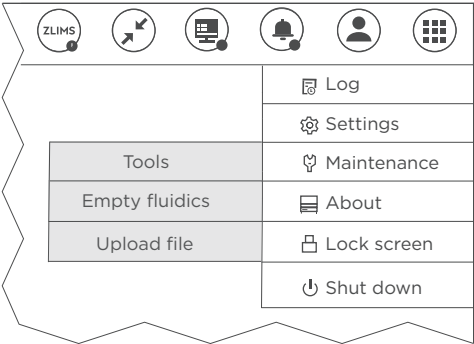 ZLIMS
Log
Settings
Tools
Maintenance
Empty fluidics
About
Upload file
Lock screen
Shut down